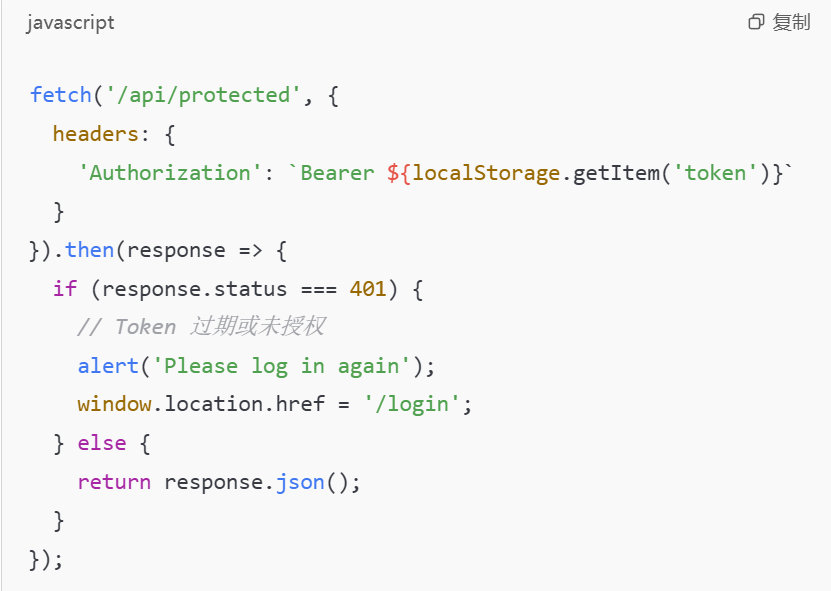 javascript
复制
fetch('/api/protected', {
  headers: {
    'Authorization': `Bearer ${localStorage.getItem('token')}`
  }
}).then(response => {
  if (response.status === 401) {
    // Token 过期或未授权
    alert('Please log in again');
    window.location.href = '/login';
  } else {
    return response.json();
  }
});